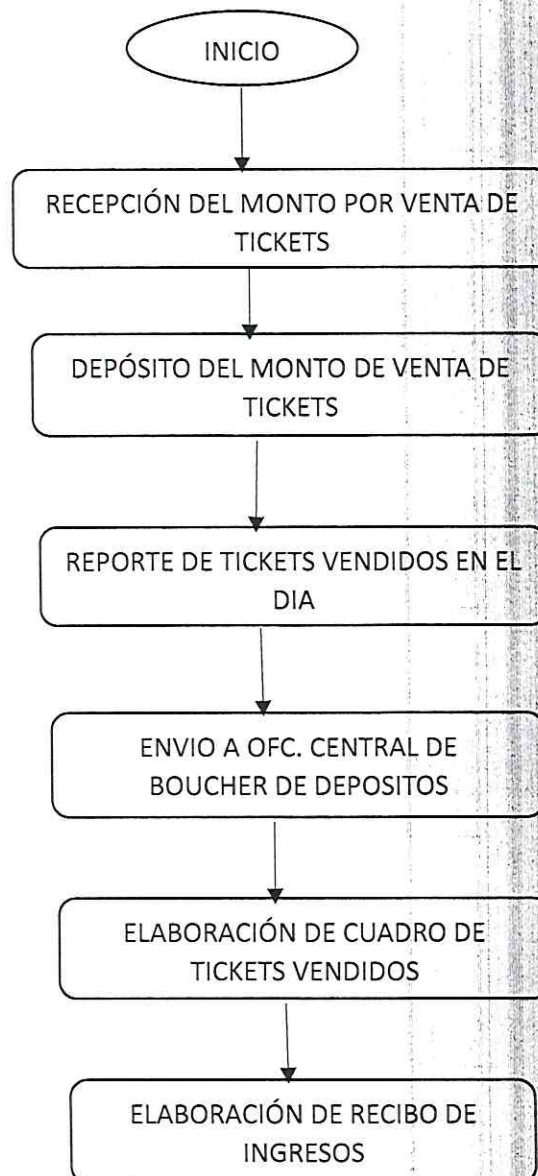 INICIO
RECEPCIÓN DEL MONTO POR VENTA DE
TICKETS
DEPÓSITO DEL MONTO DE VENTA DE
TICKETS
REPORTE DE TICKETS VENDIDOS EN EL
DIA
ENVIO A OFC. CENTRAL DE
BOUCHER DE DEPOSITOS
ELABORACIÓN DE CUADRO DE
TICKETS VENDIDOS
ELABORACIÓN DE RECIBO DE
INGRESOS